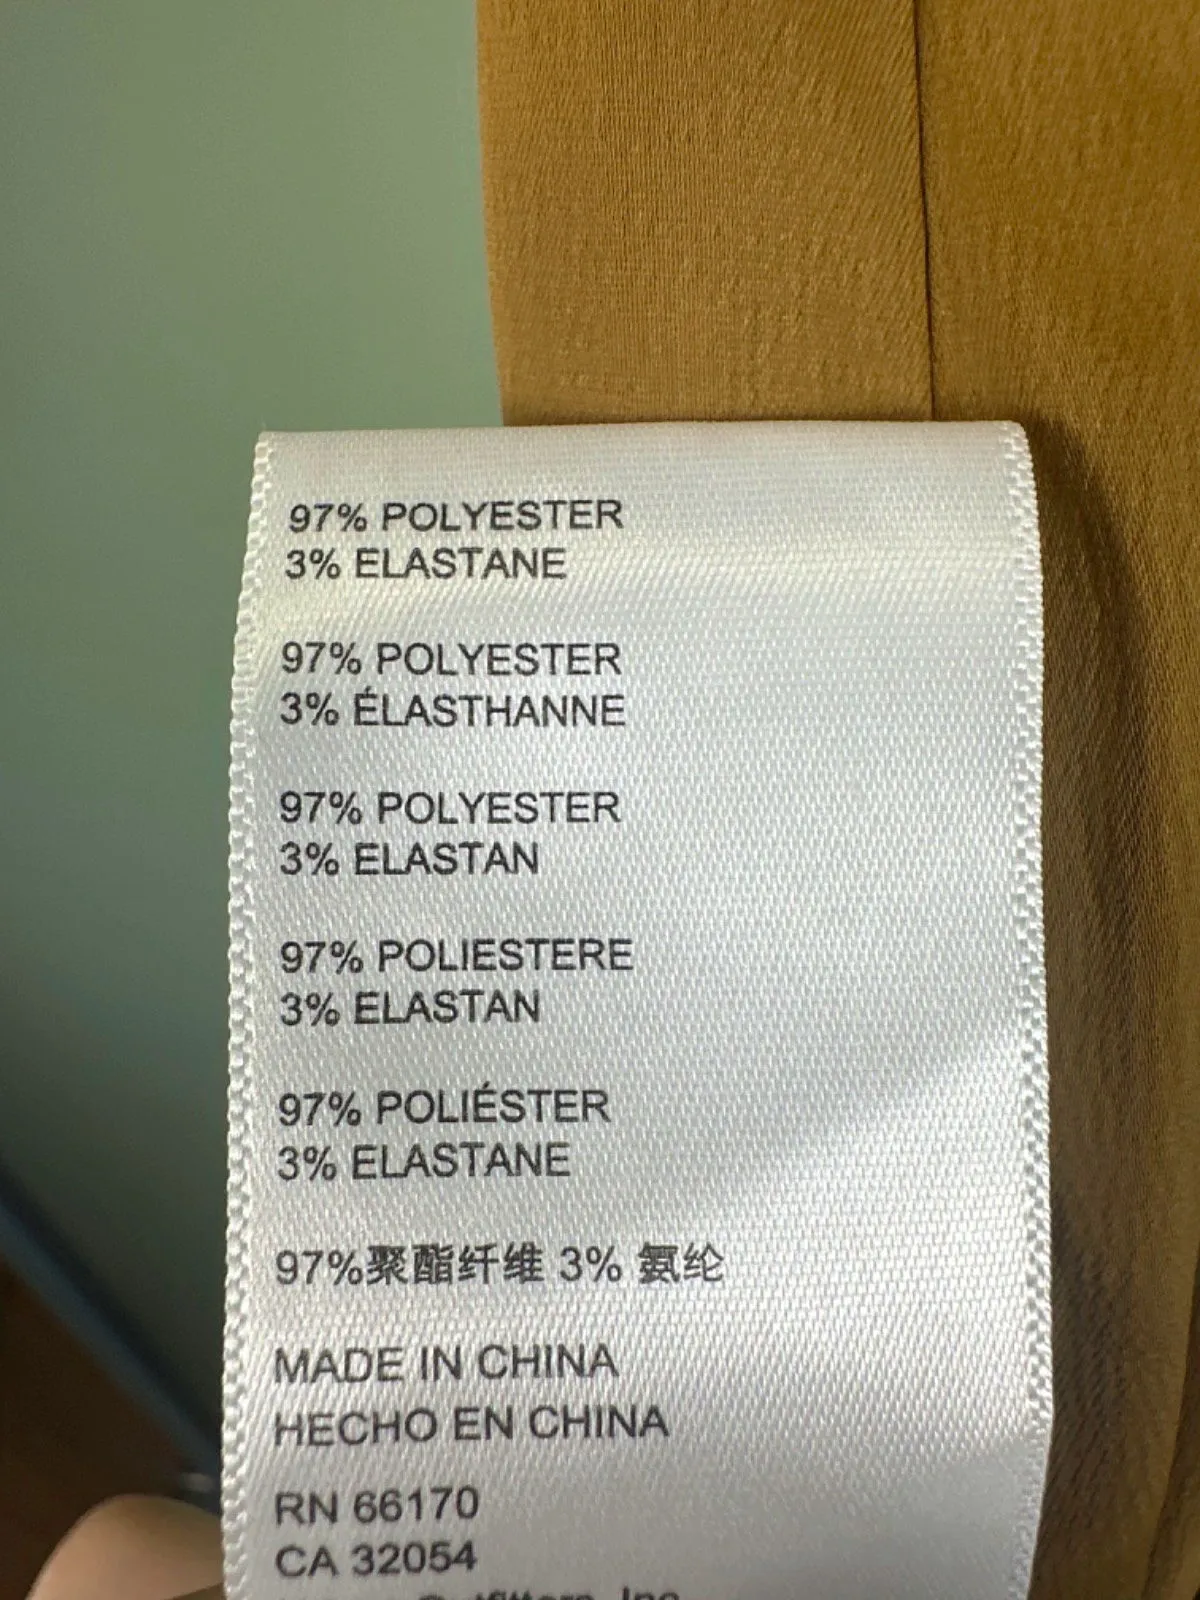 97% POLYESTER
3% ELASTANE
97% POLYESTER
3% ÉLASTHANNE
97% POLYESTER
3% ELASTAN
97% POLIESTERE
3% ELASTAN
97% POLIÉSTER
3% ELASTANE
97%聚酯纤维 3% 氨纶
MADE IN CHINA
HECHO EN CHINA
RN 66170
CA 32054
Outfitters, Inc